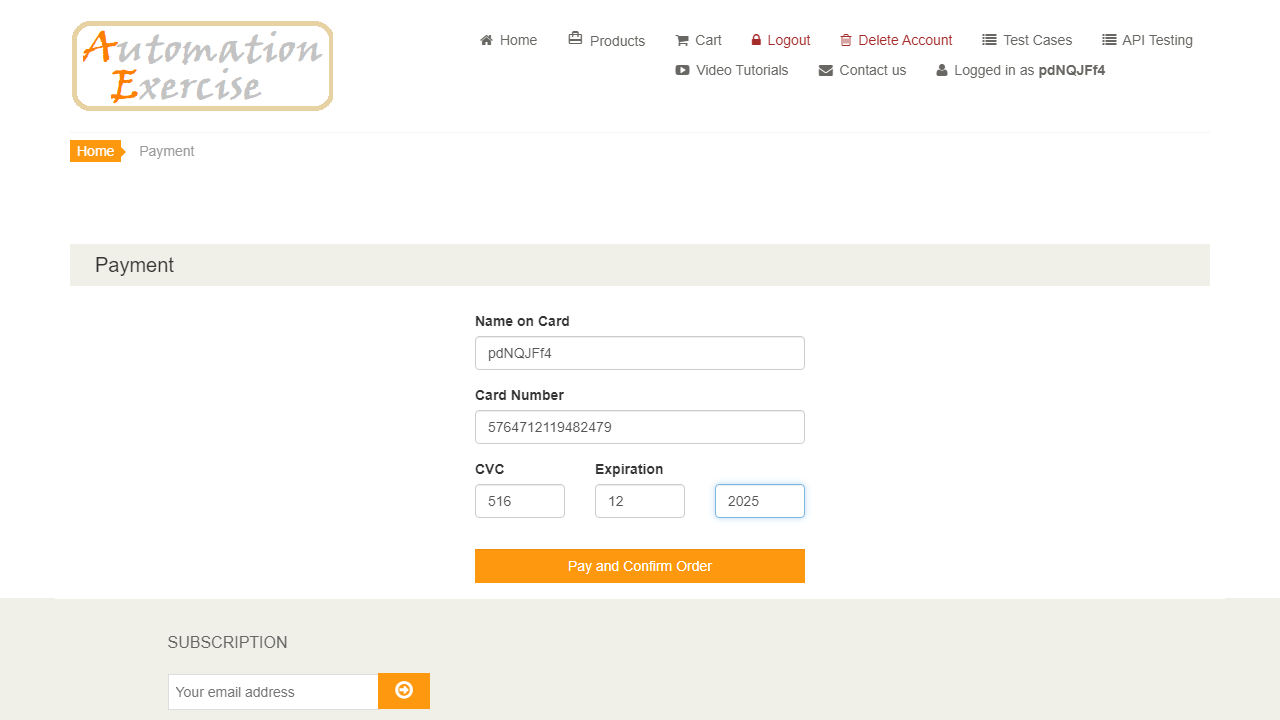 Automation
Exercise
Home Products Cart Logout Delete Account Test Cases API Testing
Video Tutorials Contact us Logged in as pdNQJFf4
Home Payment
Payment
Name on Card
pdNQJFf4
Card Number
5764712119482479
CVC Expiration
516 12 2025
Pay and Confirm Order
SUBSCRIPTION
Your email address